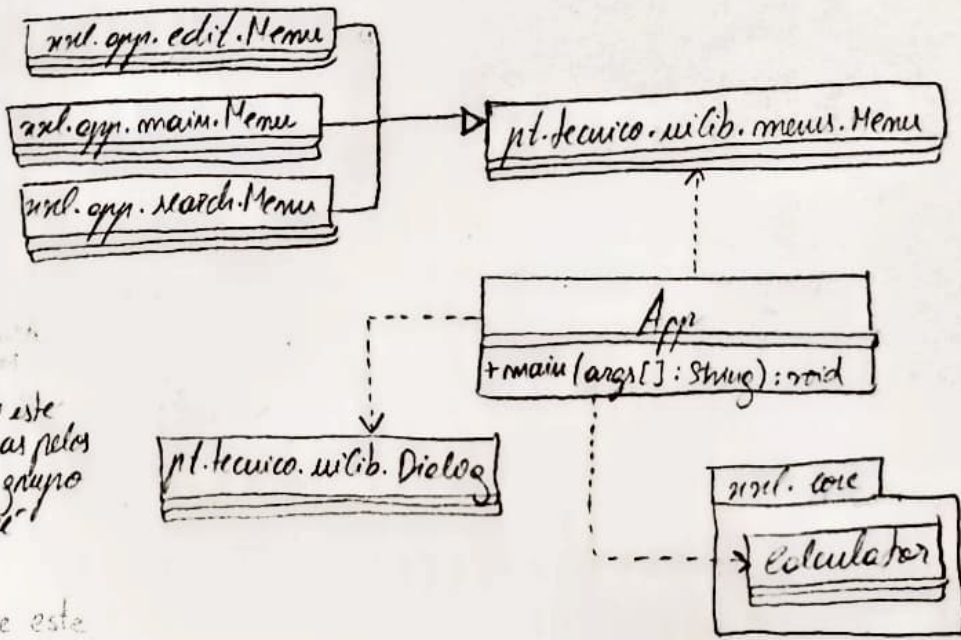 xxl.app.edit.Menu
xxl.app.main.Menu
xxl.app.search.Menu
pt.tecnico.uilib.menus.Menu
App
+main(args[]: String): void
pt.tecnico.uilib.Dialog
xxl.core
Calculator
este
pelos
grupo
este